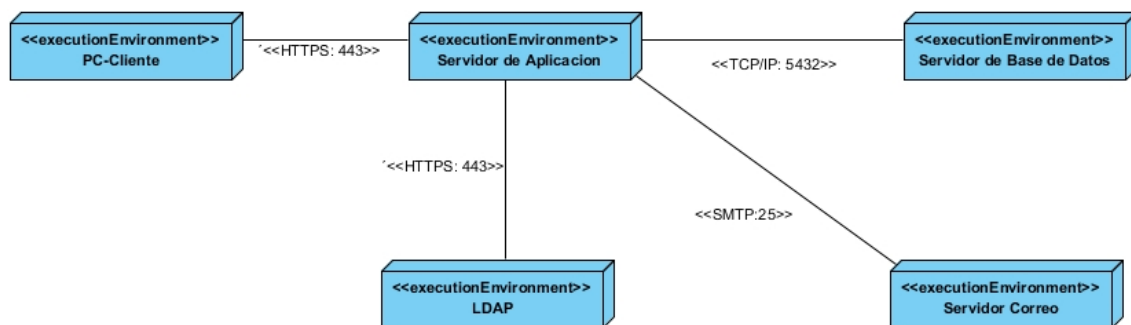 <<executionEnvironment>>
PC-Cliente
´<<HTTPS: 443>>
<<executionEnvironment>>
Servidor de Aplicacion
<<TCP/IP: 5432>>
<<executionEnvironment>>
Servidor de Base de Datos
´<<HTTPS: 443>>
<<SMTP:25>>
<<executionEnvironment>>
LDAP
<<executionEnvironment>>
Servidor Correo